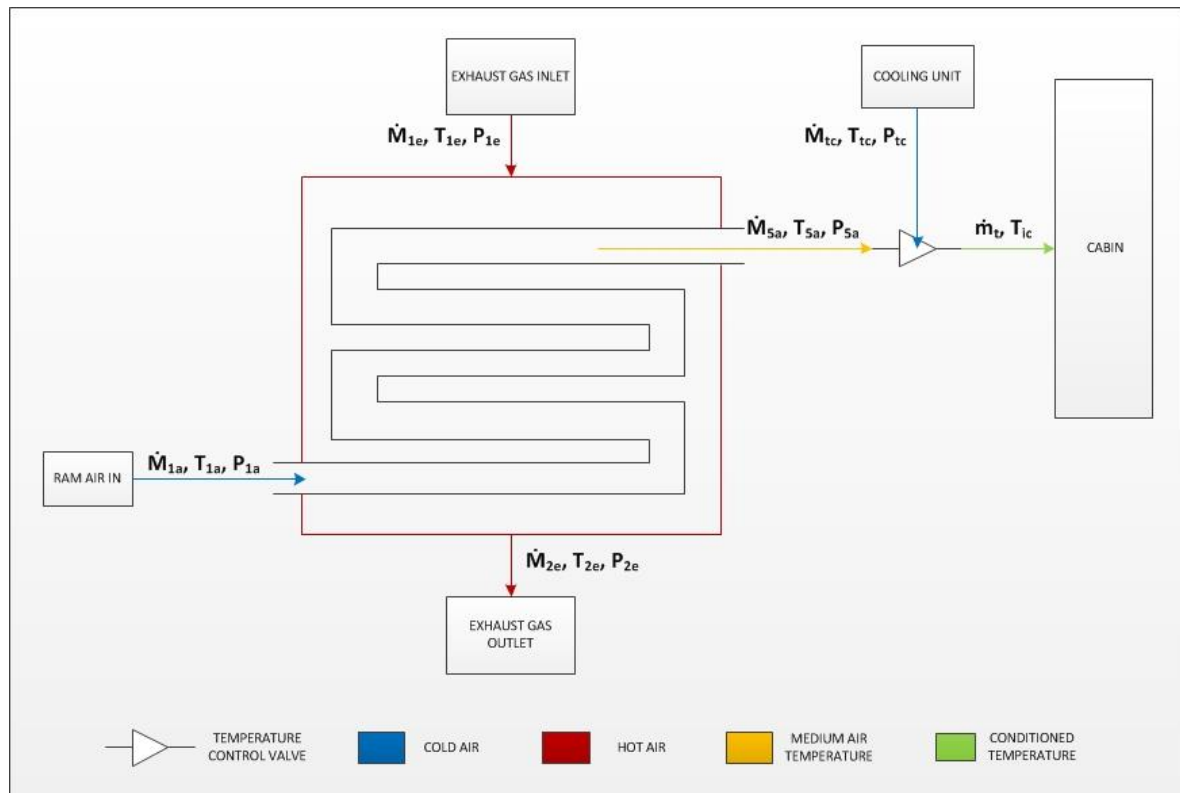 EXHAUST GAS INLET
COOLING UNIT
Ṁ1e, T1e, P1e
Ṁtc, Ttc, Ptc
Ṁ5a, T5a, P5a
ṁt, Tic
CABIN
RAM AIR IN
Ṁ1a, T1a, P1a
Ṁ2e, T2e, P2e
EXHAUST GAS
OUTLET
TEMPERATURE
CONTROL VALVE
COLD AIR
HOT AIR
MEDIUM AIR
TEMPERATURE
CONDITIONED
TEMPERATURE